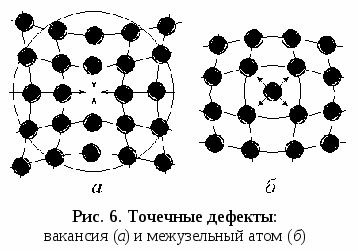 а
б
Рис. 6. Точечные дефекты:
вакансия (а) и межузельный атом (б)